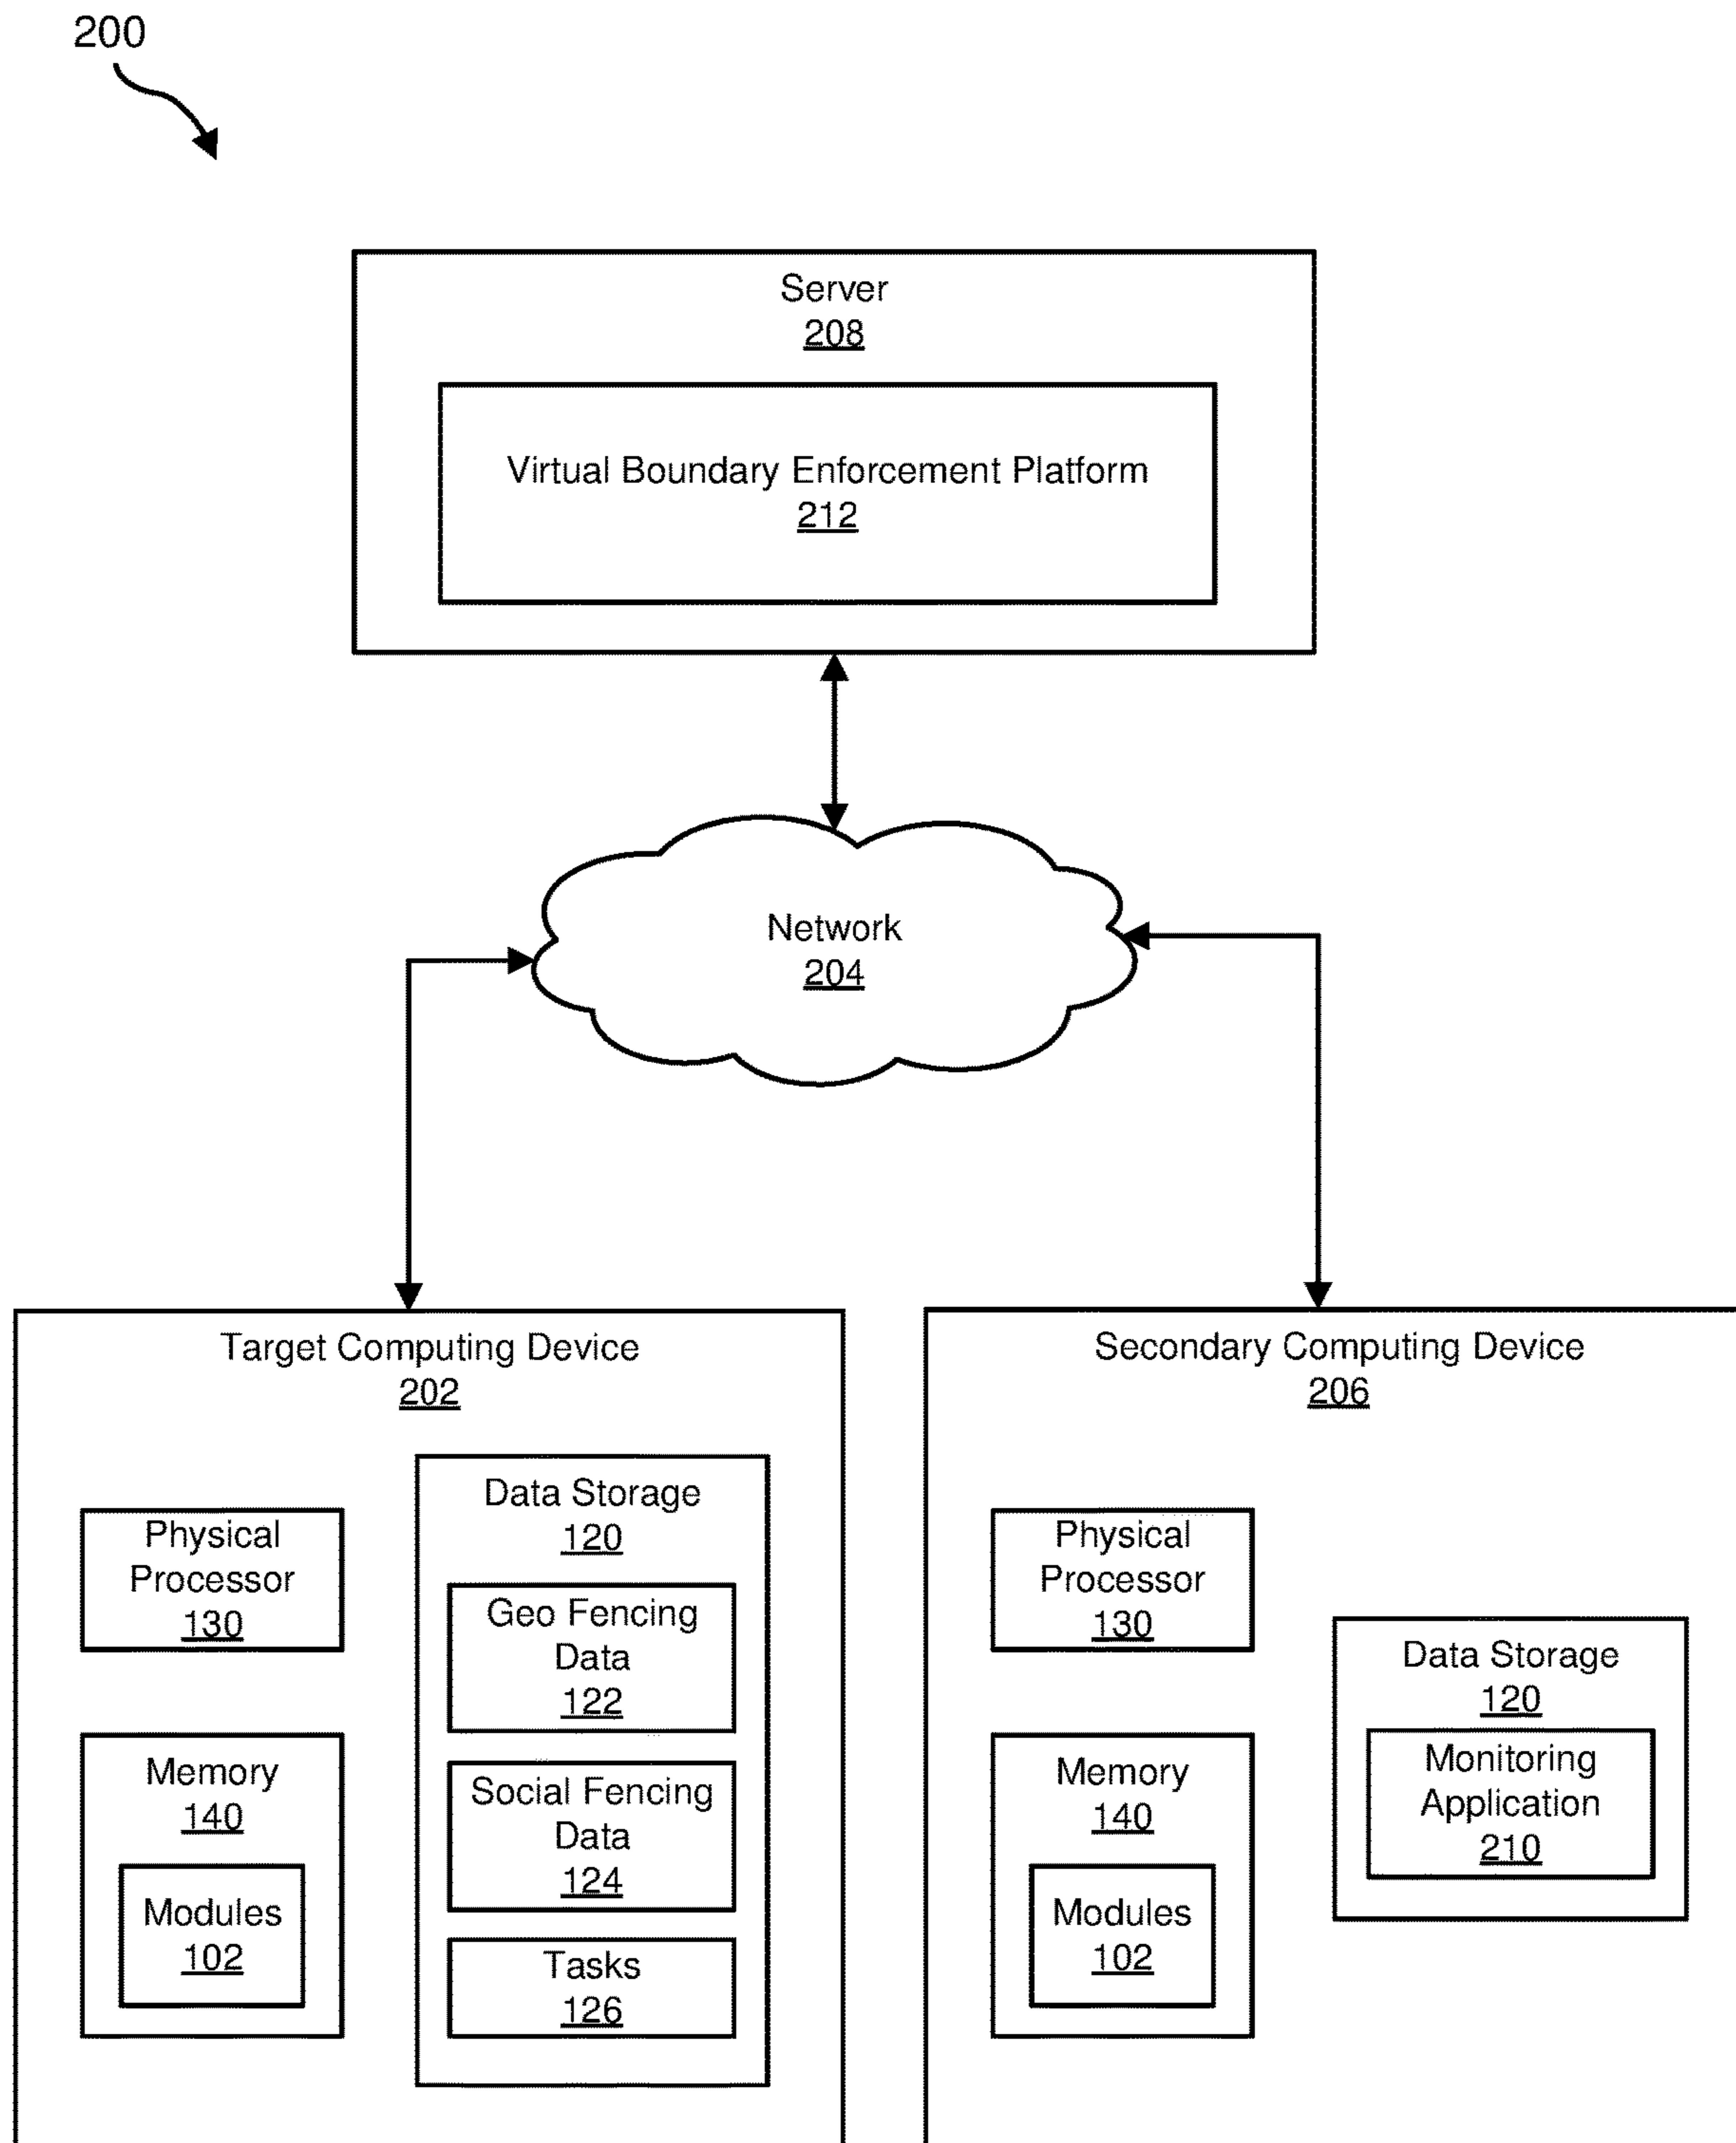 200
Server
208
Virtual Boundary Enforcement Platform
212
Network
204
Target Computing Device
202
Physical
Processor
130
Memory
140
Modules
102
Data Storage
120
Geo Fencing
Data
122
Social Fencing
Data
124
Tasks
126
Secondary Computing Device
206
Physical
Processor
130
Memory
140
Modules
102
Data Storage
120
Monitoring
Application
210